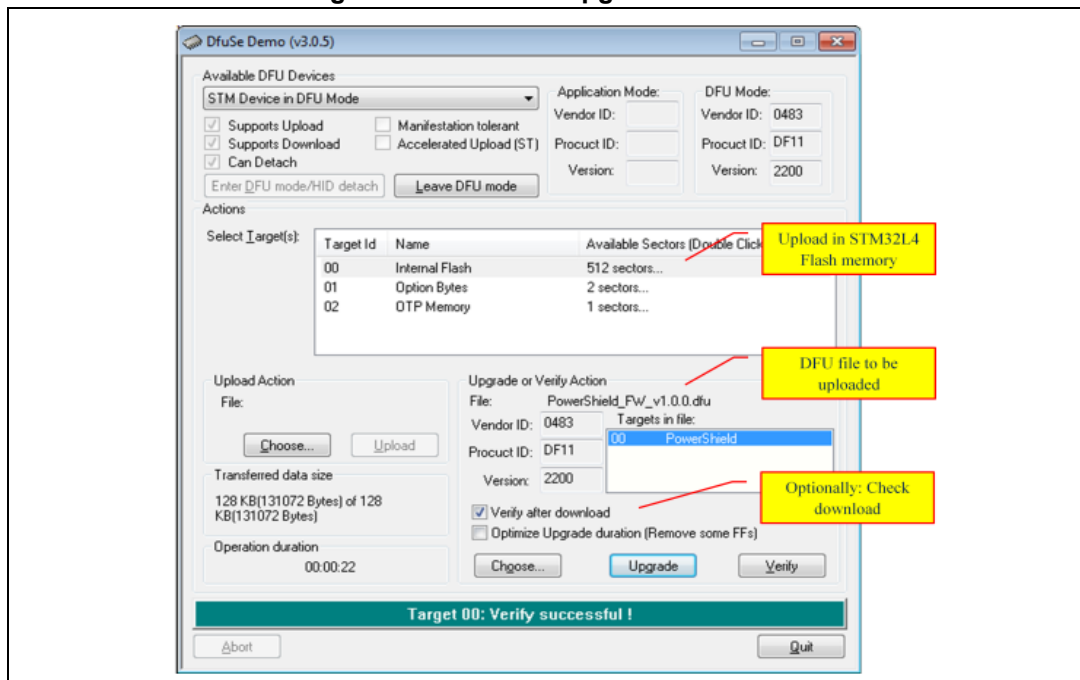 DfuSe Demo (v3.0.5)
Available DFU Devices
STM Device in DFU Mode
Supports Upload
Manifestation tolerant
Supports Download
Accelerated Upload (ST)
Can Detach
Enter DFU mode/HID detach
Leave DFU mode
Application Mode:
Vendor ID:
Procuct ID:
Version:
DFU Mode:
Vendor ID: 0483
Procuct ID: DF11
Version: 2200
Actions
Select Target(s):
Target Id Name Available Sectors (Double Click
00 Internal Flash 512 sectors...
01 Option Bytes 2 sectors...
02 OTP Memory 1 sectors...
Upload in STM32L4
Flash memory
DFU file to be
uploaded
Upload Action
File:
Choose...
Upload
Transferred data size
128 KB(131072 Bytes) of 128
KB(131072 Bytes)
Operation duration
00:00:22
Upgrade or Verify Action
File: PowerShield_FW_v1.0.0.dfu
Vendor ID: 0483
Procuct ID: DF11
Version: 2200
Targets in file:
00 PowerShield
Optionally: Check
download
Verify after download
Optimize Upgrade duration (Remove some FFs)
Choose...
Upgrade
Verify
Target 00: Verify successful !
Abort
Quit